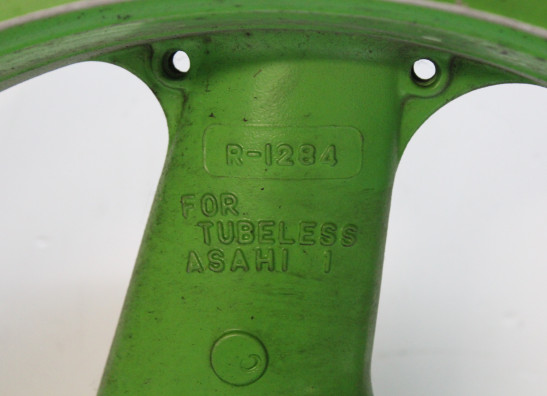 R-1284
FOR
TUBELESS
ASAHI 1